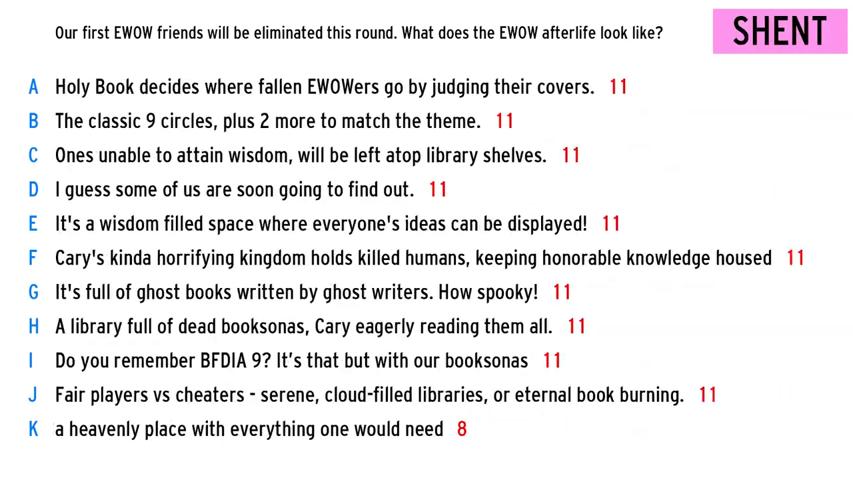 Our first EWOW friends will be eliminated this round. What does the EWOW afterlife look like?
SHENT
A Holy Book decides where fallen EWOWers go by judging their covers. 11
B The classic 9 circles, plus 2 more to match the theme. 11
C Ones unable to attain wisdom, will be left atop library shelves. 11
D I guess some of us are soon going to find out. 11
E It's a wisdom filled space where everyone's ideas can be displayed! 11
F Cary's kinda horrifying kingdom holds killed humans, keeping honorable knowledge housed 11
G It's full of ghost books written by ghost writers. How spooky! 11
H A library full of dead booksonas, Cary eagerly reading them all. 11
I Do you remember BFDIA 9? It’s that but with our booksonas 11
J Fair players vs cheaters - serene, cloud-filled libraries, or eternal book burning. 11
K a heavenly place with everything one would need 8